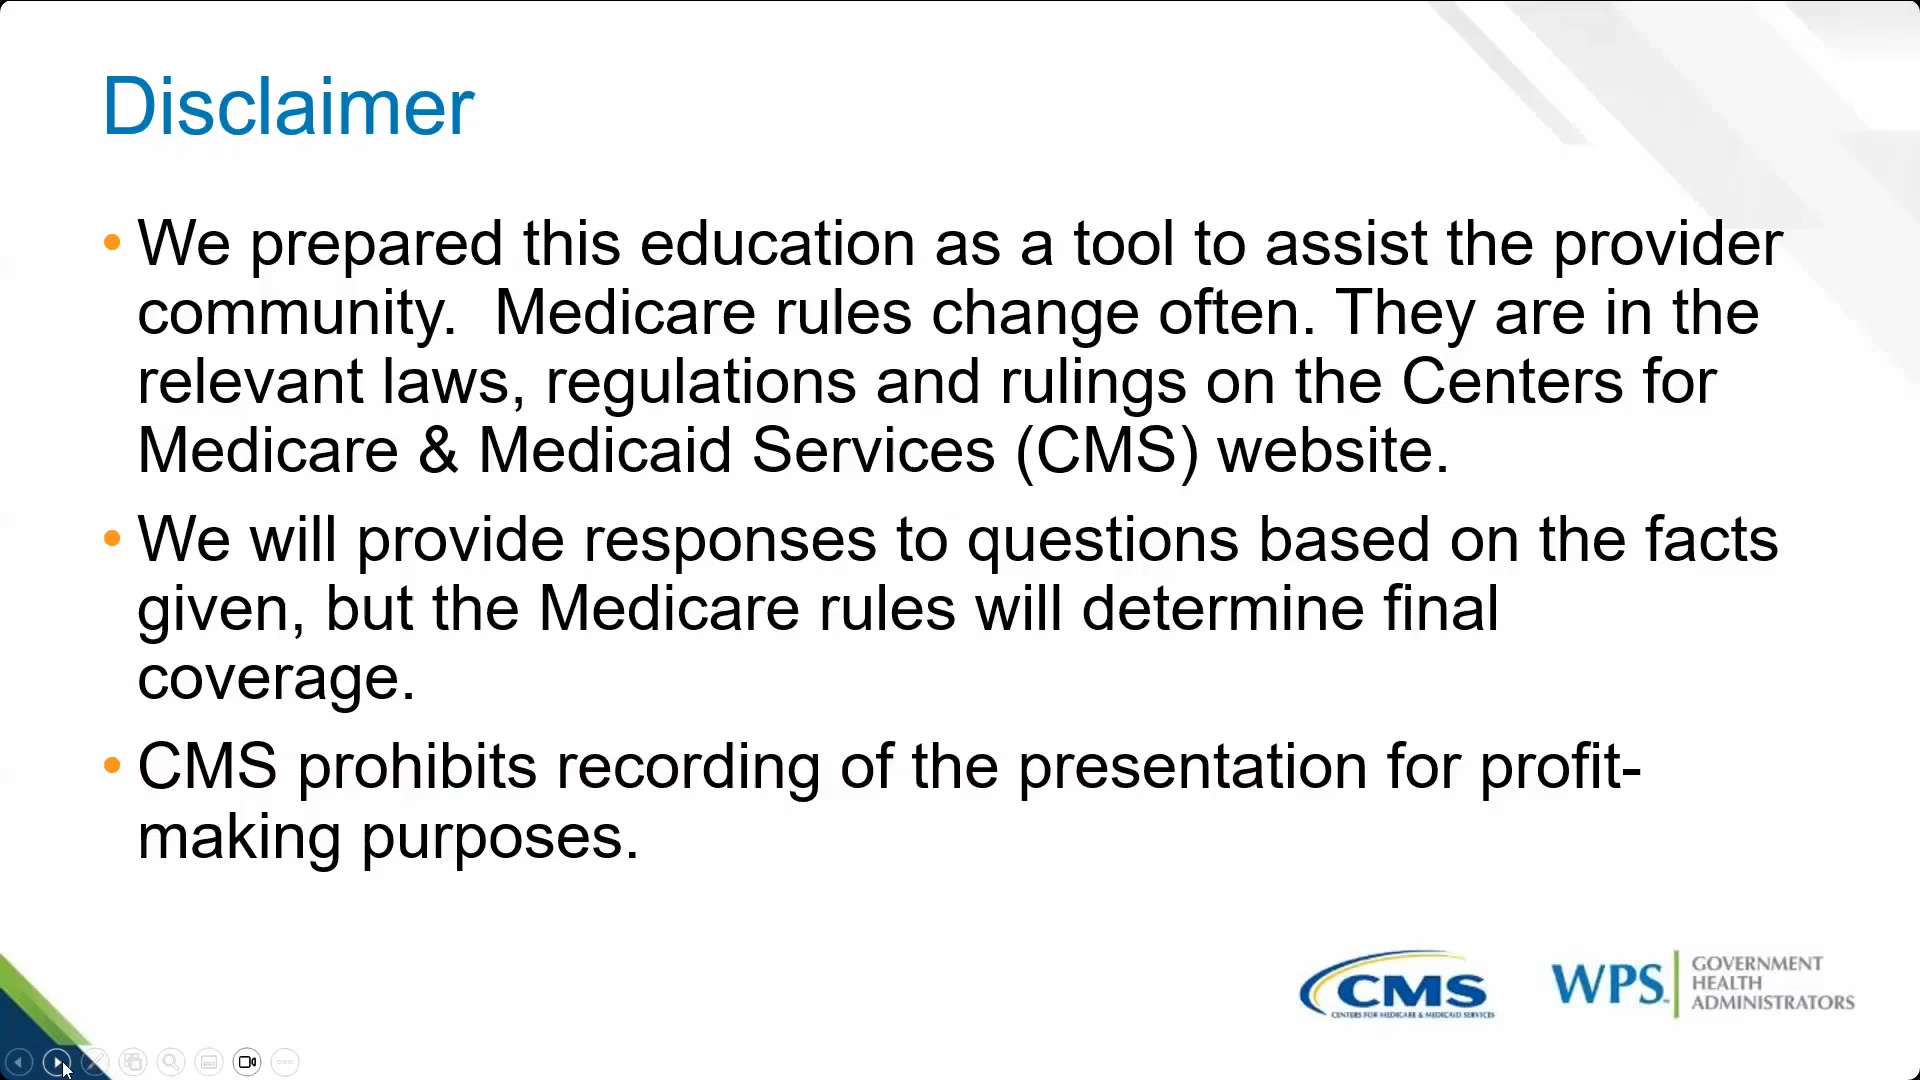 Disclaimer
• We prepared this education as a tool to assist the provider
community.  Medicare rules change often. They are in the
relevant laws, regulations and rulings on the Centers for
Medicare & Medicaid Services (CMS) website.
• We will provide responses to questions based on the facts
given, but the Medicare rules will determine final
coverage.
• CMS prohibits recording of the presentation for profit-
making purposes.
CMS
CENTERS FOR MEDICARE & MEDICAID SERVICES
WPS
GOVERNMENT
HEALTH
ADMINISTRATORS